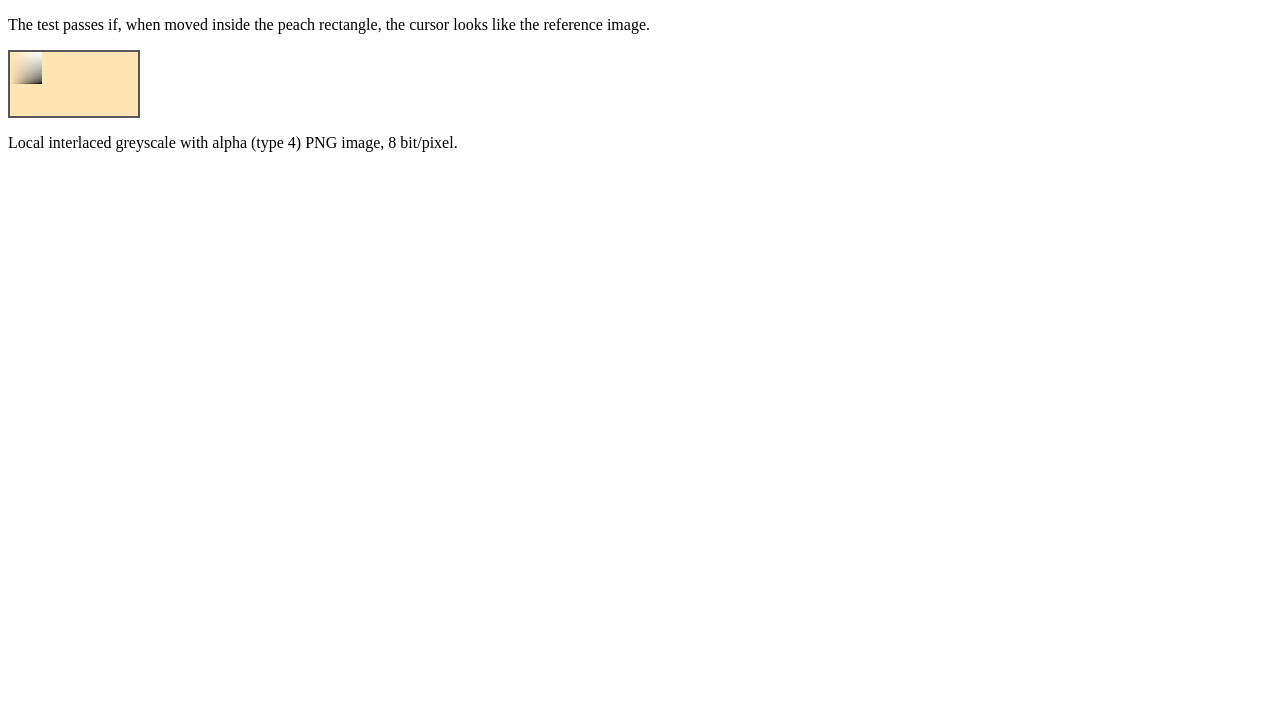 The test passes if, when moved inside the peach rectangle, the cursor looks like the reference image.
Local interlaced greyscale with alpha (type 4) PNG image, 8 bit/pixel.